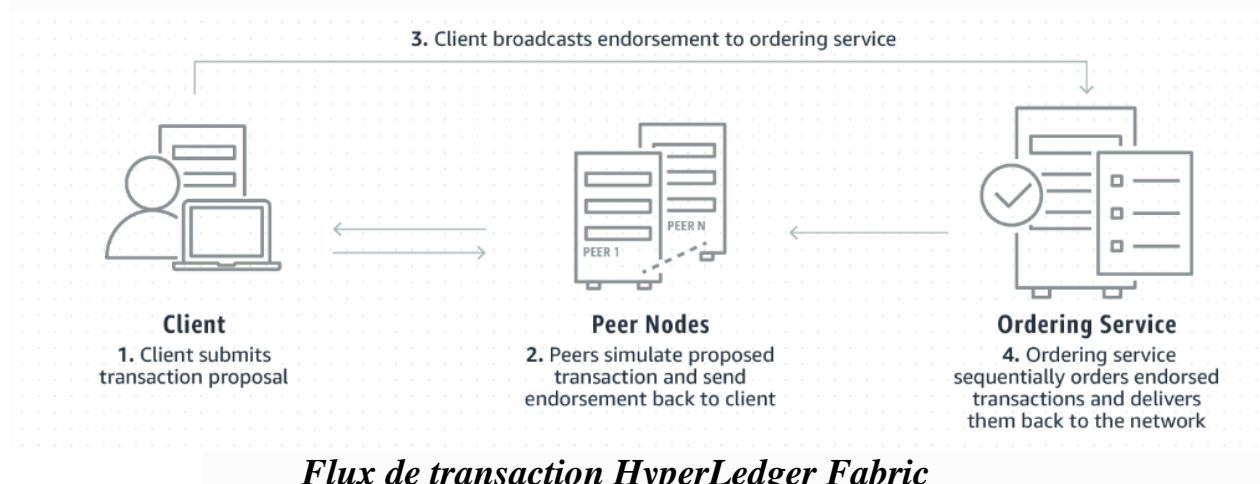 3. Client broadcasts endorsement to ordering service
PEER 1
PEER N
Client
1. Client submits
transaction proposal
Peer Nodes
2. Peers simulate proposed
transaction and send
endorsement back to client
Ordering Service
4. Ordering service
sequentially orders endorsed
transactions and delivers
them back to the network
Flux de transaction HyperLedger Fabric